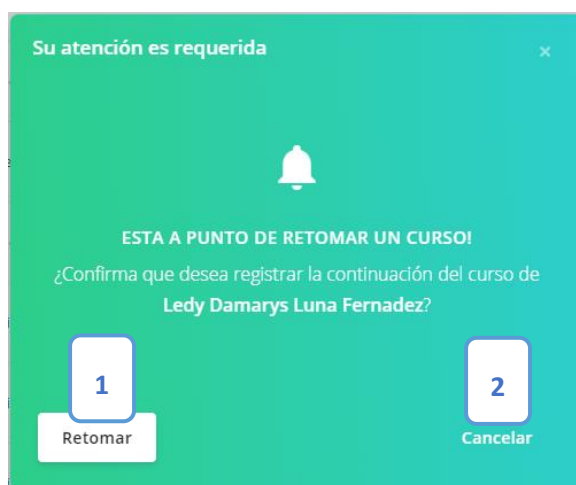 Su atención es requerida ×
ESTA A PUNTO DE RETOMAR UN CURSO!
¿Confirma que desea registrar la continuación del curso de
Ledy Damarys Luna Fernadez?
1 2
Retomar Cancelar